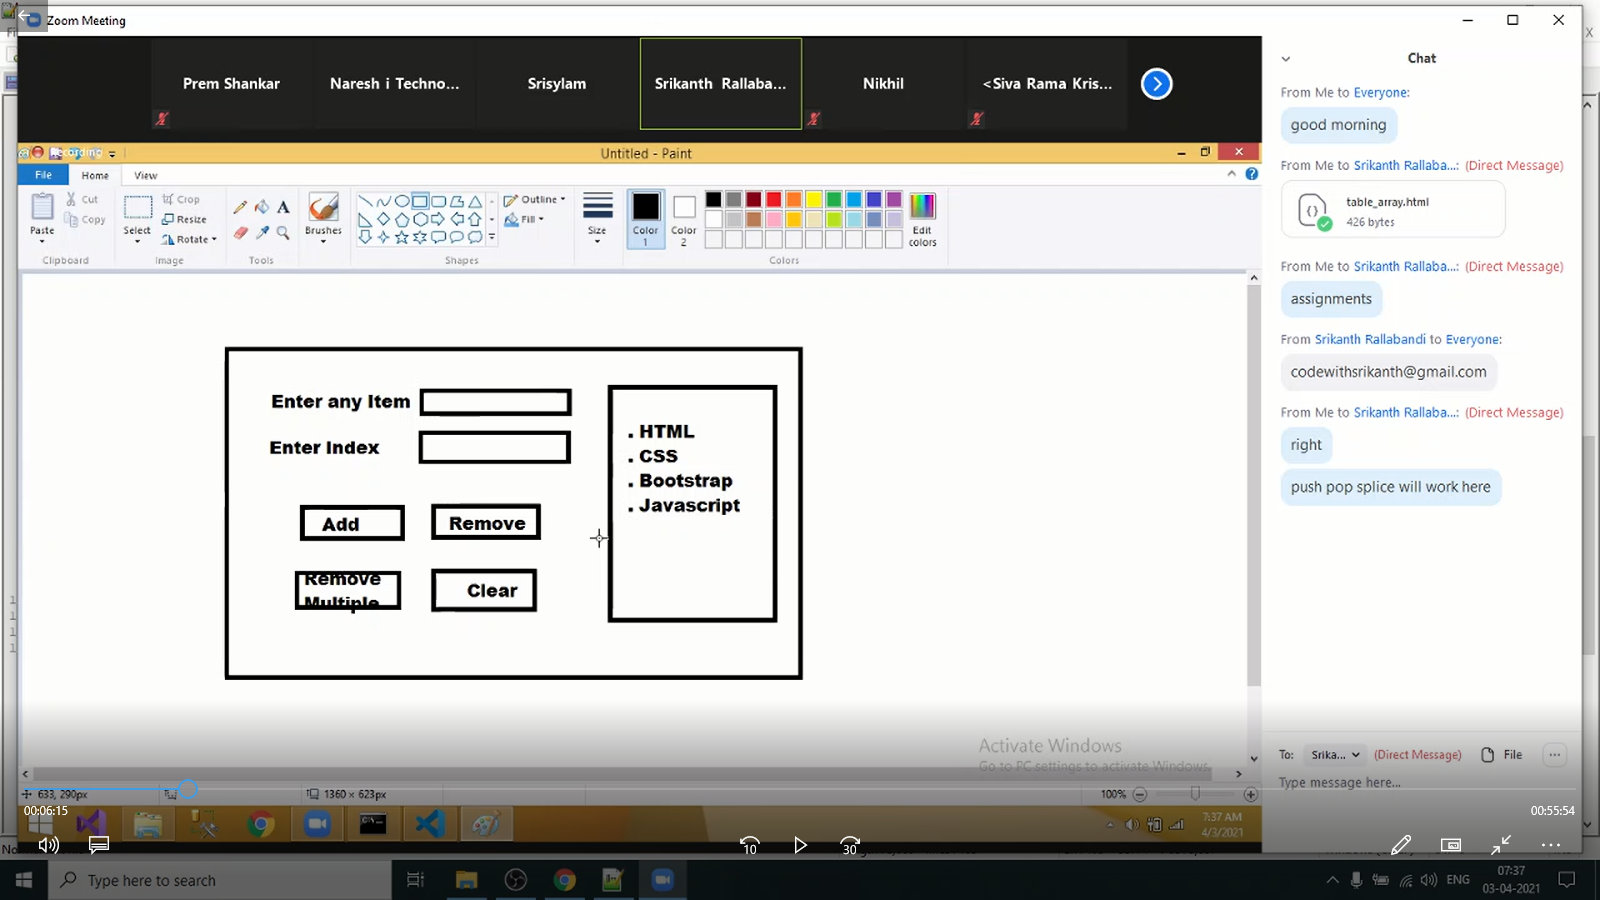 Zoom Meeting
Prem Shankar
Naresh i Techno...
Srisylam
Srikanth Rallaba...
Nikhil
<Siva Rama Kris...
Recording
Untitled - Paint
File
Home
View
Paste
Cut
Copy
Clipboard
Select
Crop
Resize
Rotate
Image
A
Tools
Brushes
Shapes
Outline
Fill
Size
Color
1
Color
2
Colors
Edit
colors
Enter any Item
Enter Index
Add
Remove
Remove
Multiple
Clear
. HTML
. CSS
. Bootstrap
. Javascript
Activate Windows
Go to PC settings to activate Windows.
633, 290px
1360 × 623px
100%
7:37 AM
4/3/2021
Chat
From Me to Everyone:
good morning
From Me to Srikanth Rallaba...: (Direct Message)
table_array.html
426 bytes
From Me to Srikanth Rallaba...: (Direct Message)
assignments
From Srikanth Rallabandi to Everyone:
codewithsrikanth@gmail.com
From Me to Srikanth Rallaba...: (Direct Message)
right
push pop splice will work here
To: Srika... (Direct Message) File
Type message here...
00:06:15
00:55:54
10
30
Type here to search
ENG
07:37
03-04-2021